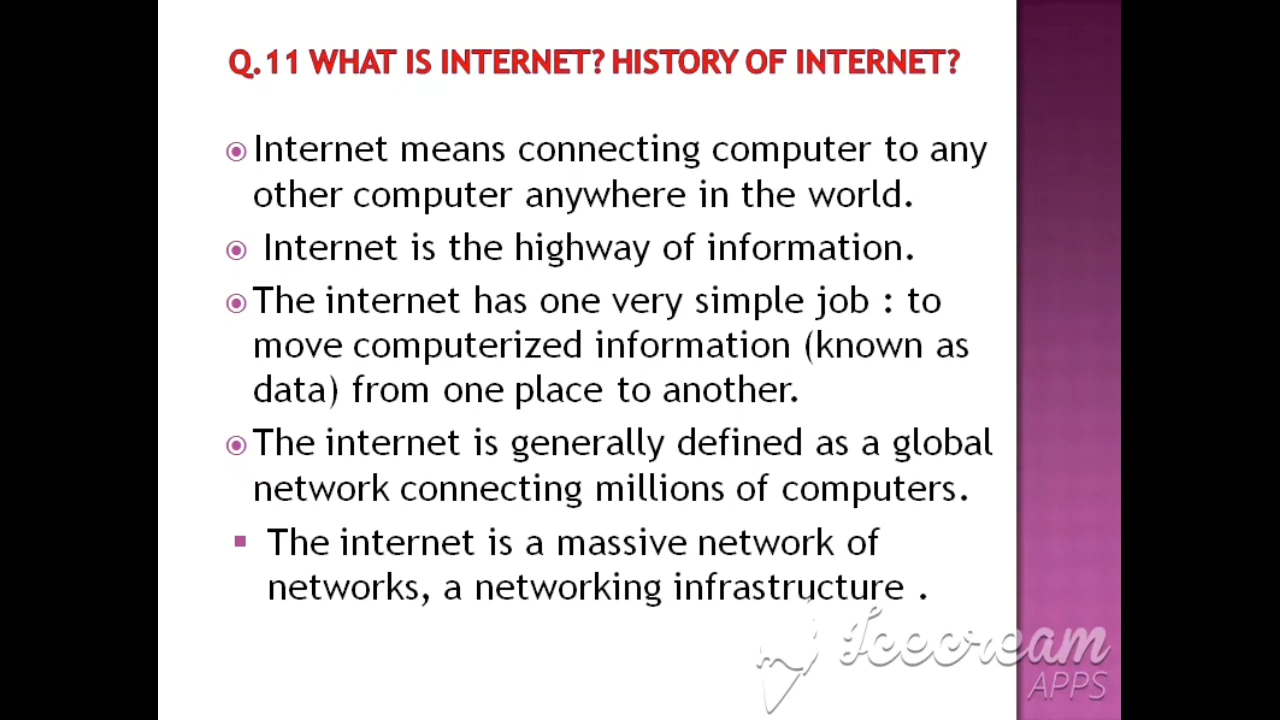 Q.11 WHAT IS INTERNET? HISTORY OF INTERNET?
Internet means connecting computer to any
other computer anywhere in the world.
Internet is the highway of information.
The internet has one very simple job : to
move computerized information (known as
data) from one place to another.
The internet is generally defined as a global
network connecting millions of computers.
The internet is a massive network of
networks, a networking infrastructure .
Icecream
APPS